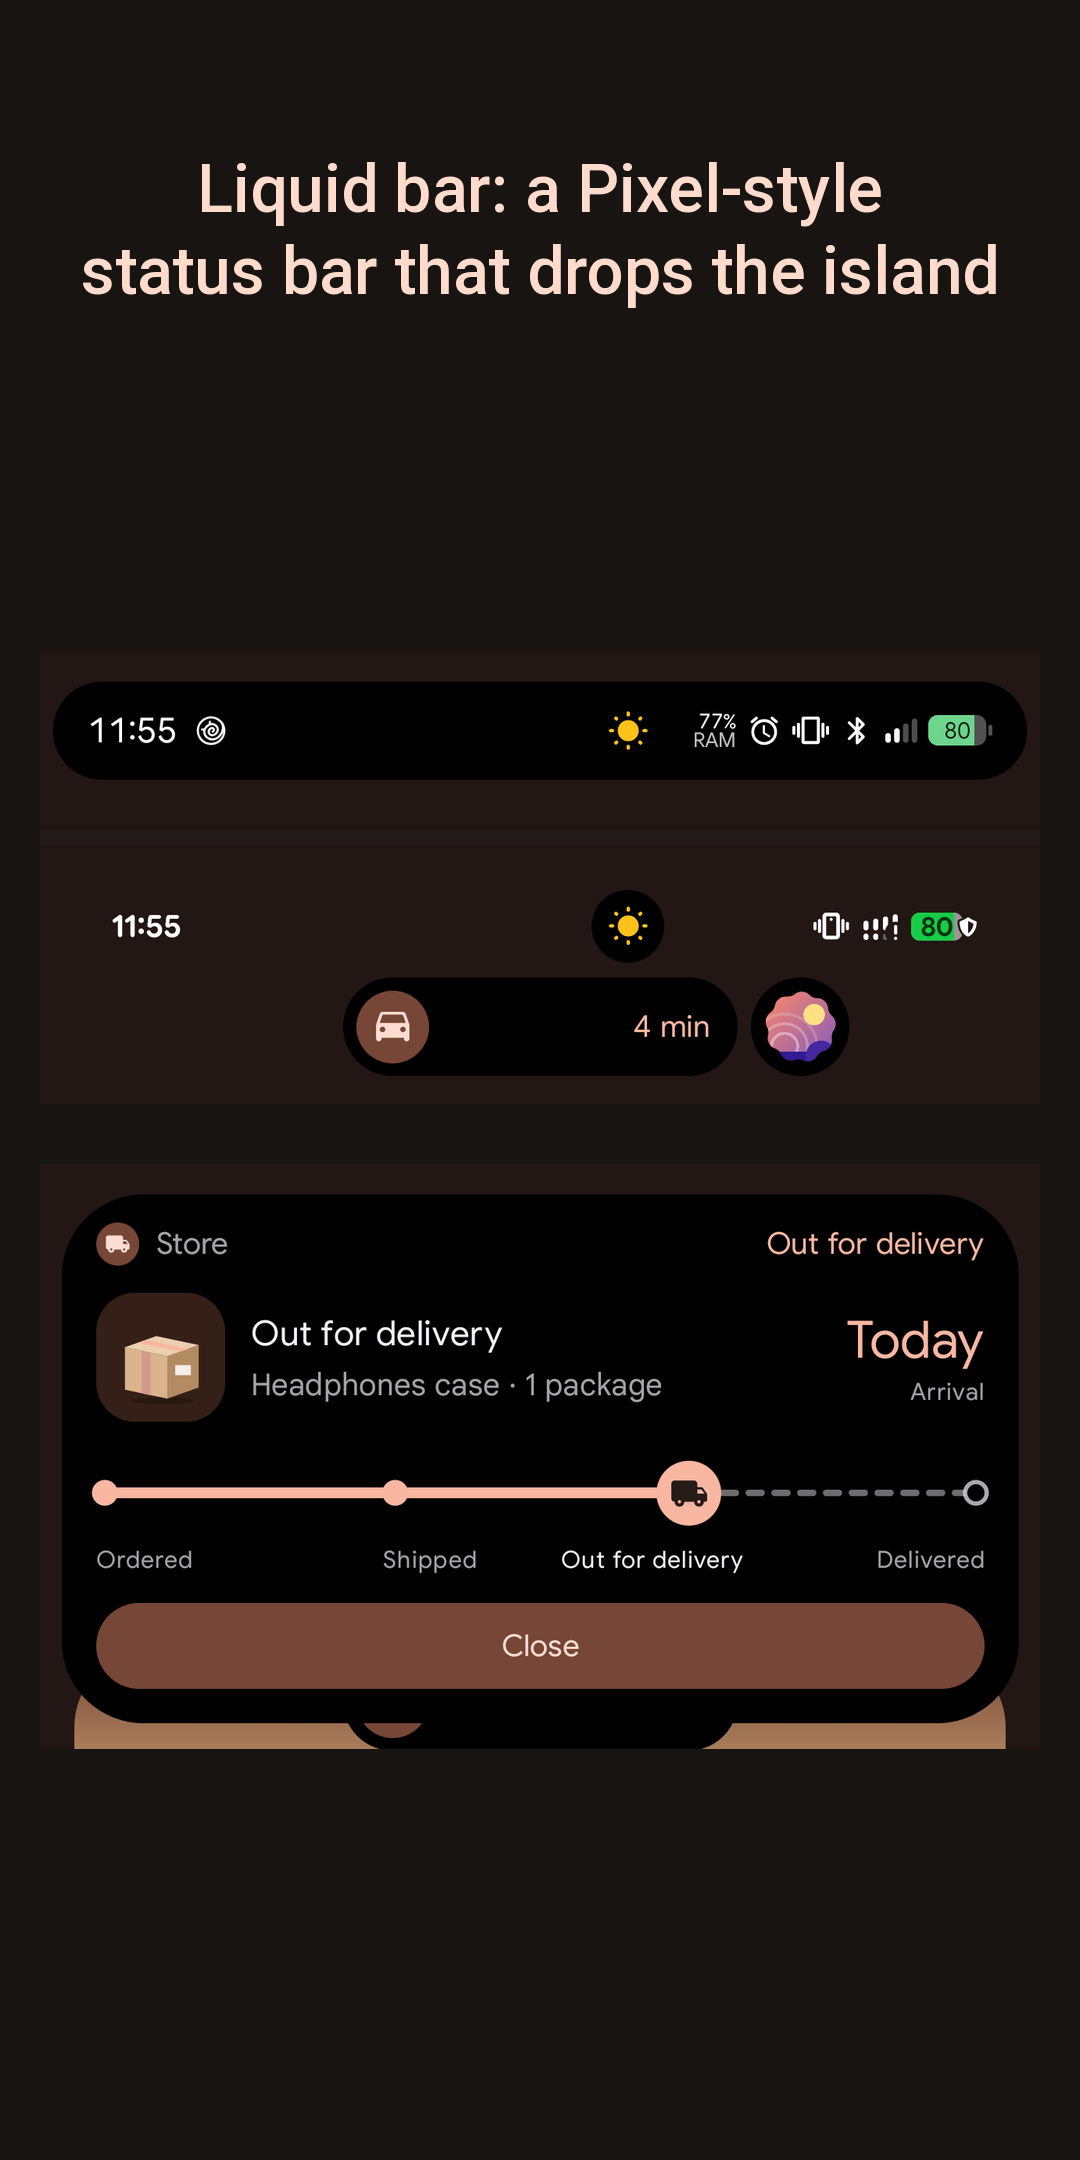 Liquid bar: a Pixel-style
status bar that drops the island
11:55
77%
RAM
80
11:55
80
4 min
Store
Out for delivery
Out for delivery
Today
Headphones case · 1 package
Arrival
Ordered
Shipped
Out for delivery
Delivered
Close